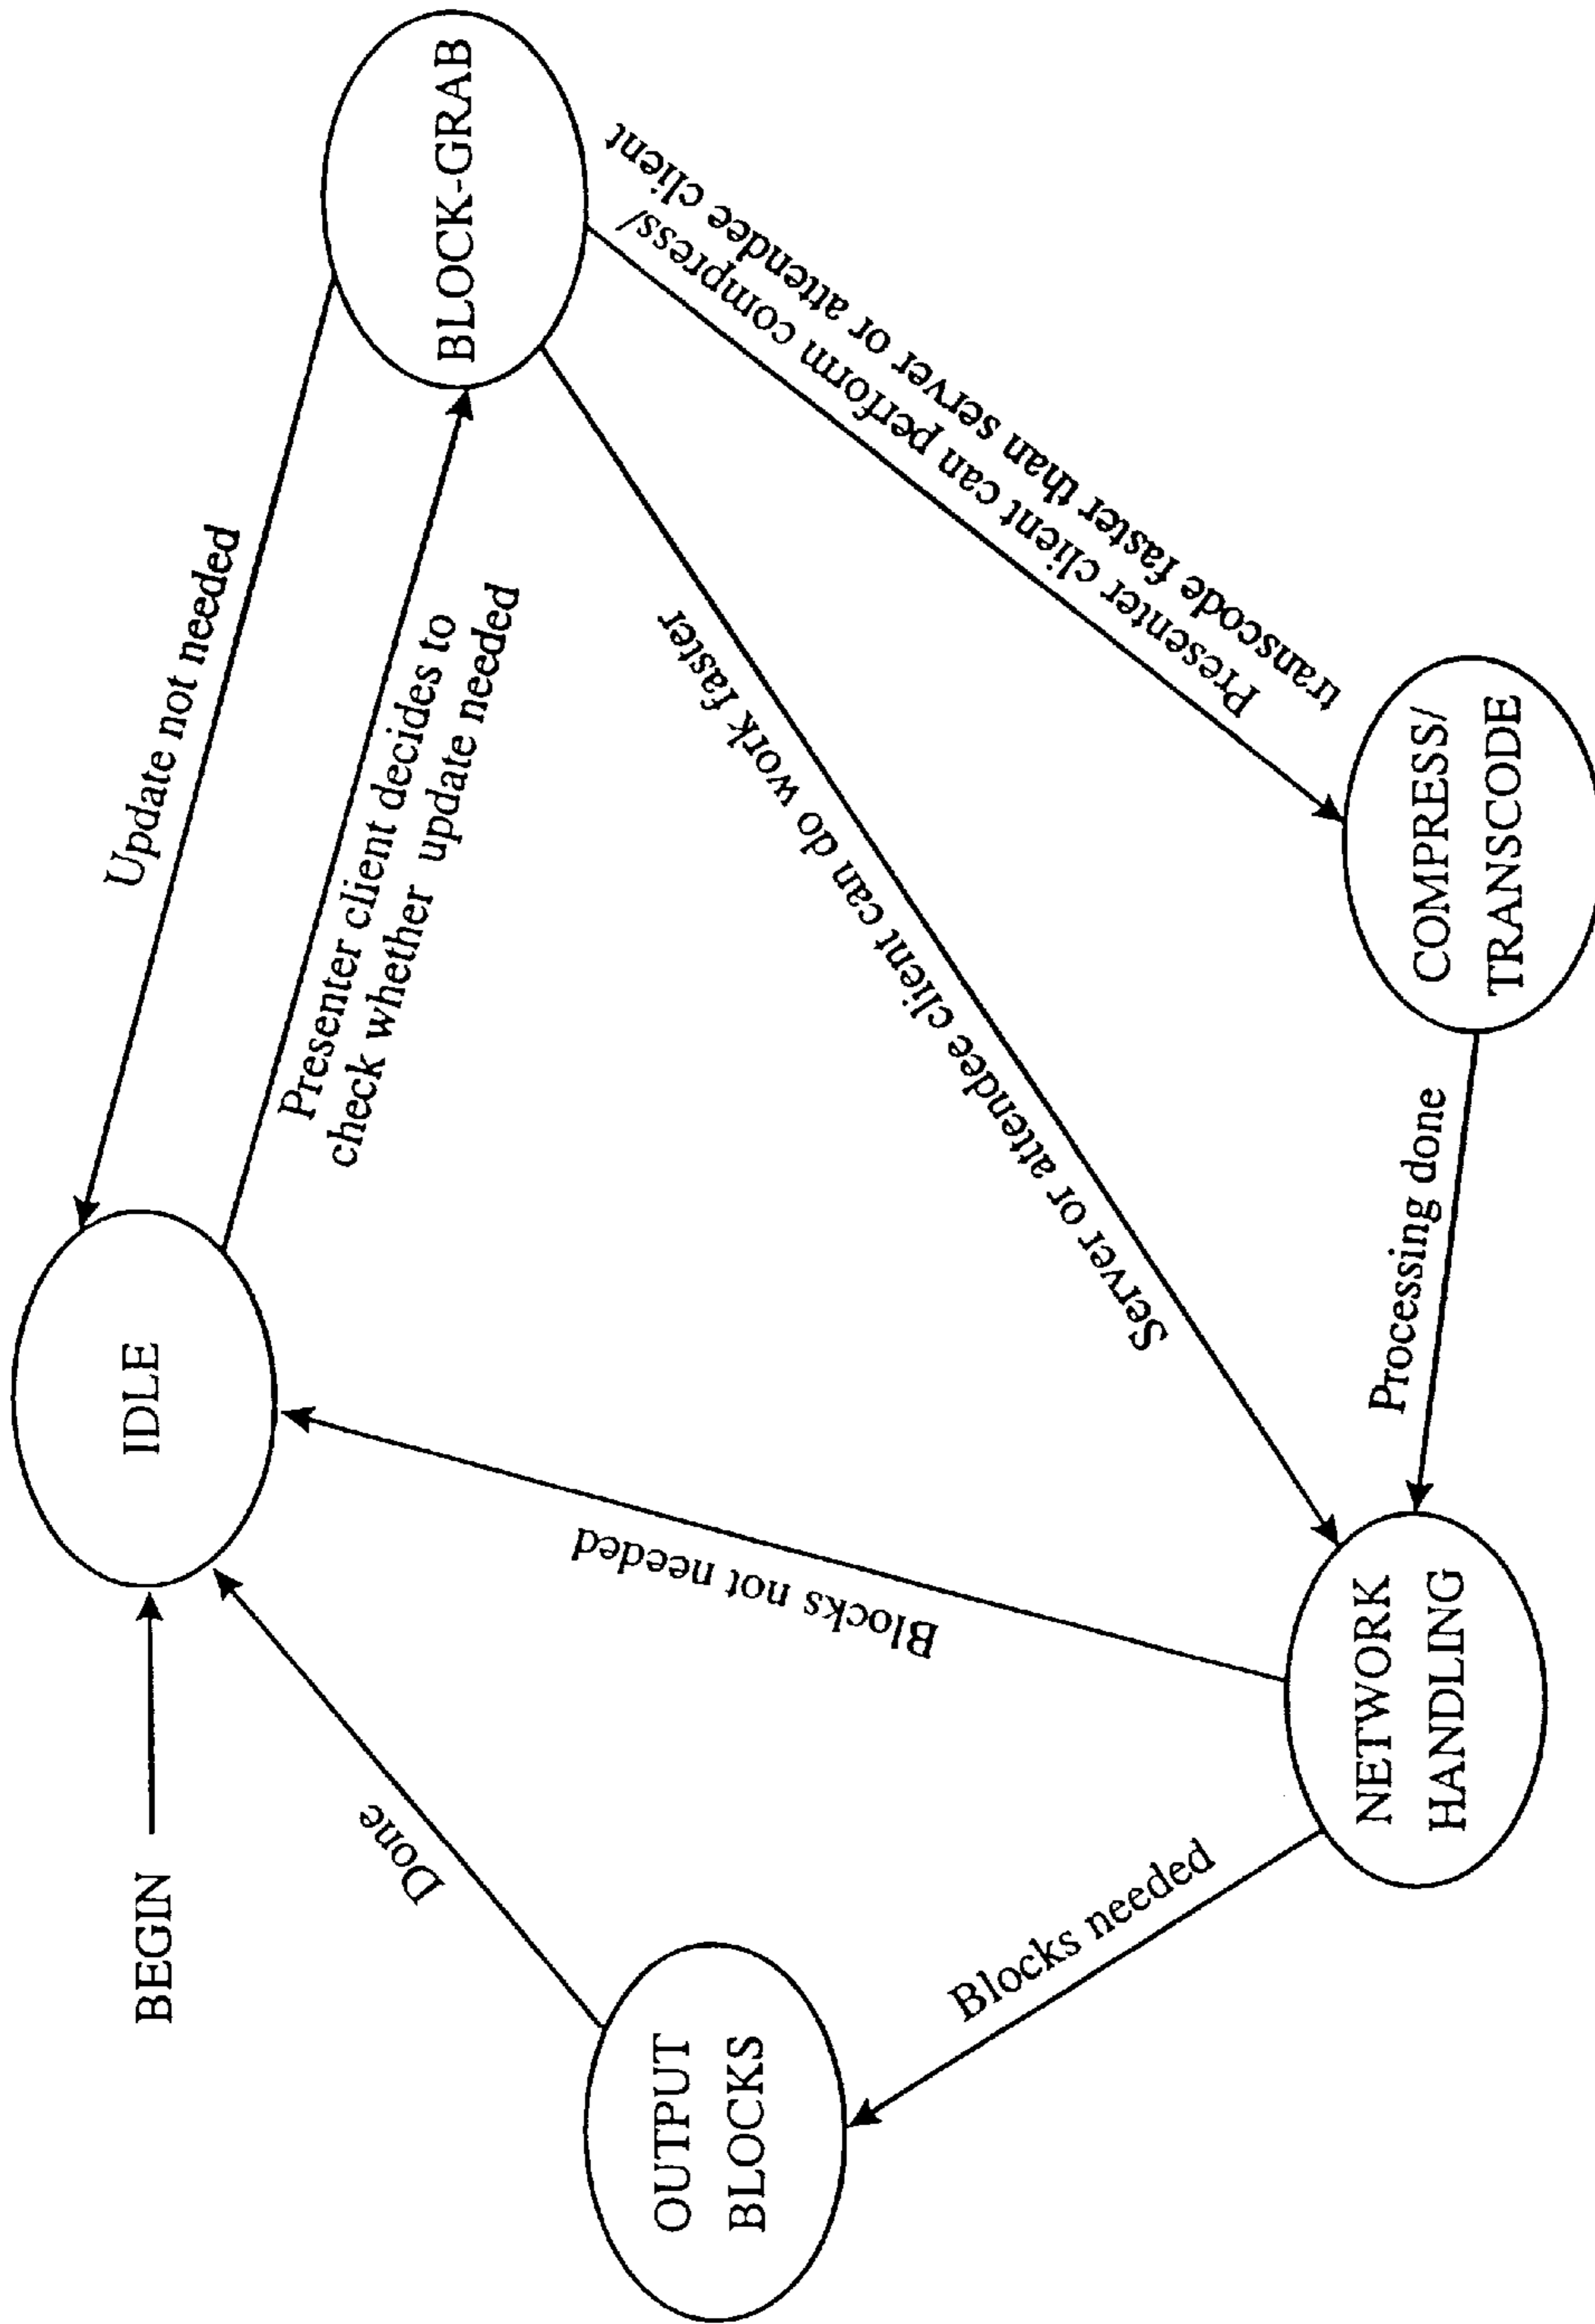 BEGIN
IDLE
Update not needed
Presenter client decides to
check whether update needed
BLOCK-GRAB
Done
Blocks not needed
Server or attendee client can do work faster
Presenter client can perform compress/
transcode faster than server or attendee client
OUTPUT
BLOCKS
Blocks needed
NETWORK
HANDLING
Processing done
COMPRESS/
TRANSCODE